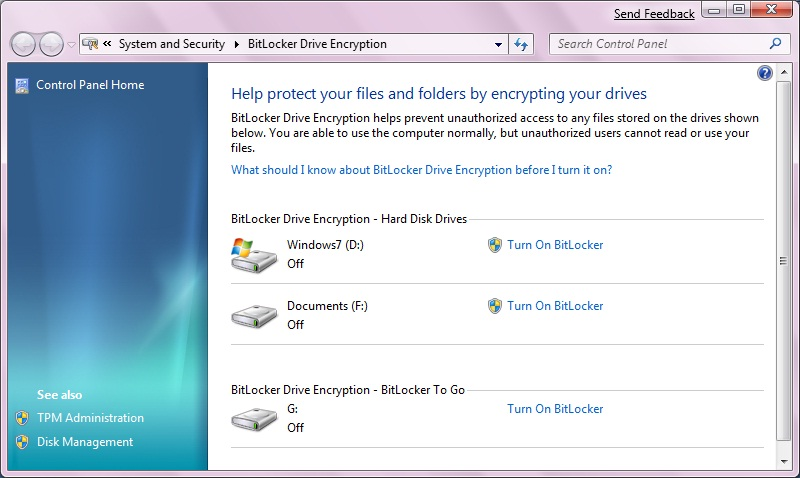 Send Feedback
« System and Security BitLocker Drive Encryption
Search Control Panel
Control Panel Home
Help protect your files and folders by encrypting your drives
BitLocker Drive Encryption helps prevent unauthorized access to any files stored on the drives shown
below. You are able to use the computer normally, but unauthorized users cannot read or use your
files.
What should I know about BitLocker Drive Encryption before I turn it on?
BitLocker Drive Encryption - Hard Disk Drives
Windows7 (D:)
Off
Turn On BitLocker
Documents (F:)
Off
Turn On BitLocker
BitLocker Drive Encryption - BitLocker To Go
G:
Off
Turn On BitLocker
See also
TPM Administration
Disk Management